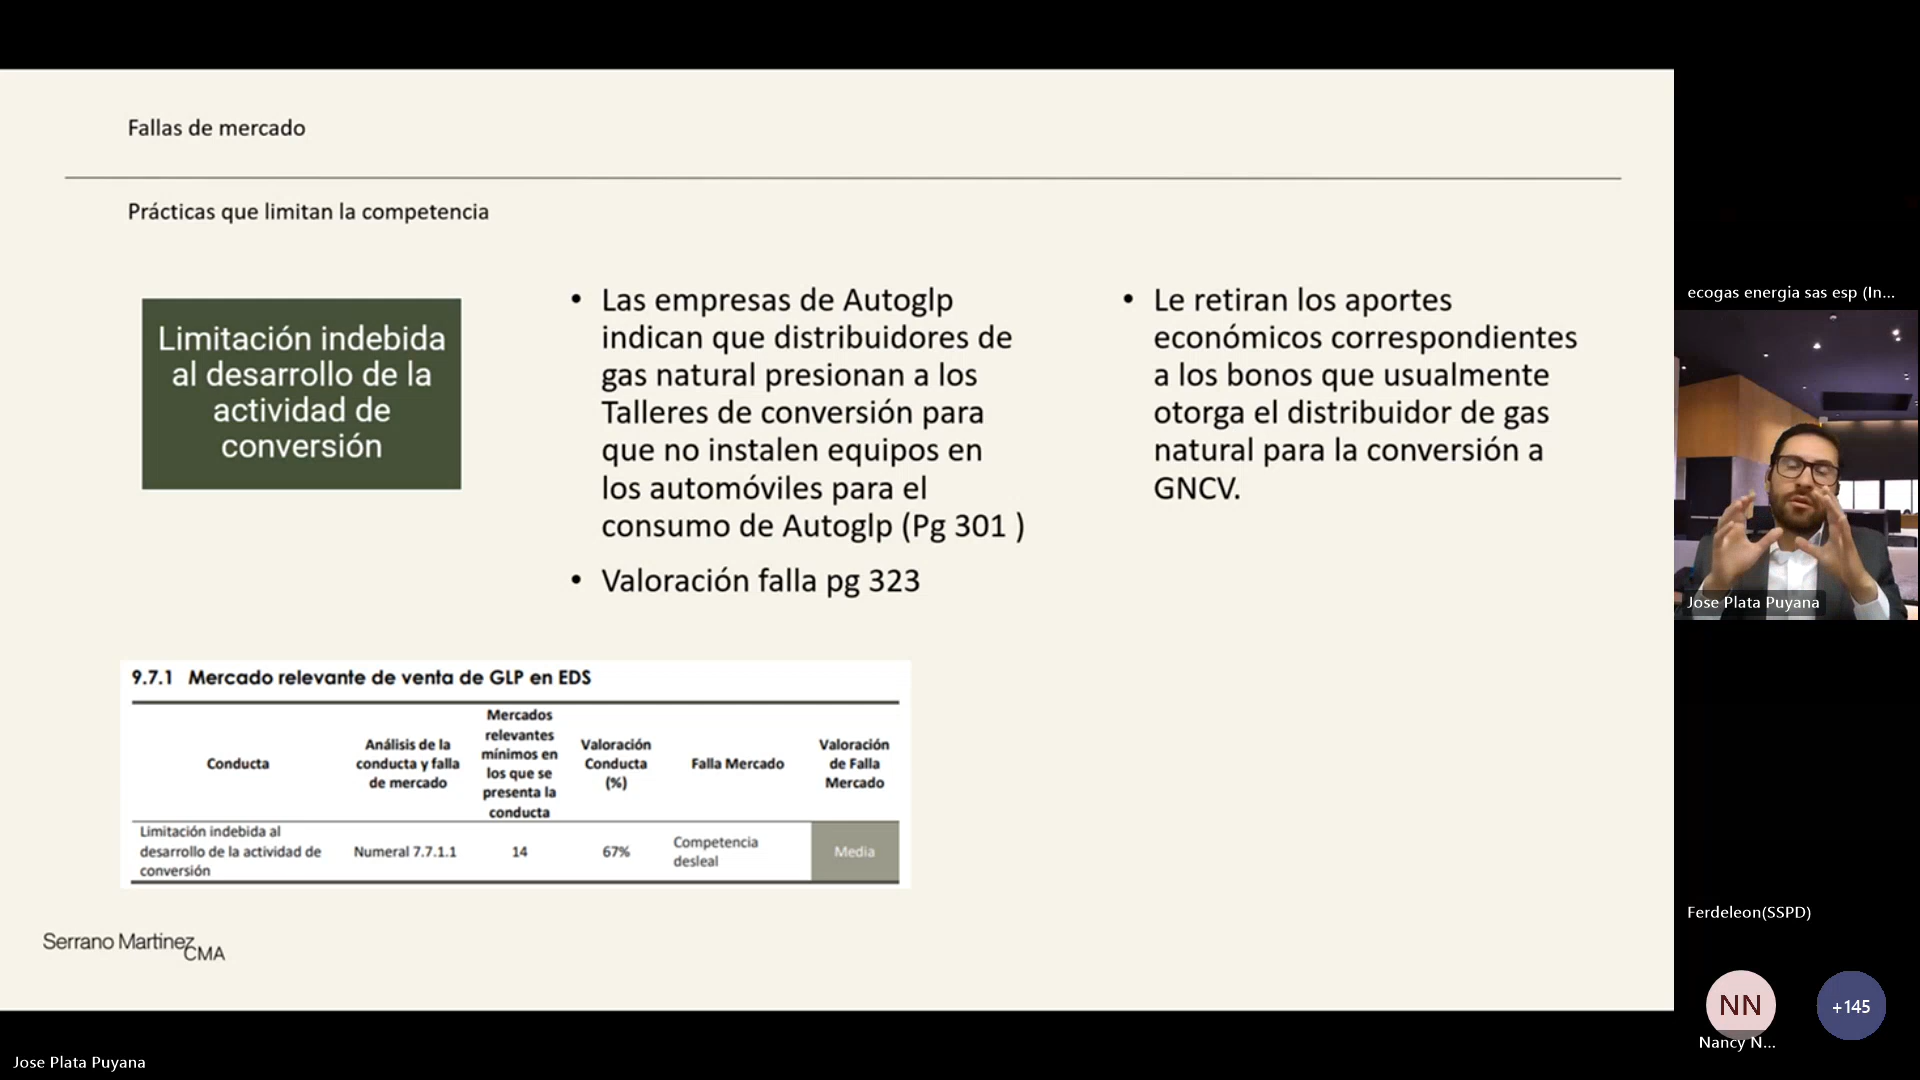 Fallas de mercado
Prácticas que limitan la competencia
Limitación indebida
al desarrollo de la
actividad de
conversión
• Las empresas de Autoglp
indican que distribuidores de
gas natural presionan a los
Talleres de conversión para
que no instalen equipos en
los automóviles para el
consumo de Autoglp (Pg 301 )
• Valoración falla pg 323
• Le retiran los aportes
económicos correspondientes
a los bonos que usualmente
otorga el distribuidor de gas
natural para la conversión a
GNCV.
9.7.1 Mercado relevante de venta de GLP en EDS
Conducta
Análisis de la
conducta y falla
de mercado
Mercados
relevantes
mínimos en
los que se
presenta la
conducta
Valoración
Conducta
(%)
Falla Mercado
Valoración
de Falla
Mercado
Limitación indebida al
desarrollo de la actividad de
conversión
Numeral 7.7.1.1
14
67%
Competencia
desleal
Media
Serrano Martinez
CMA
ecogas energia sas esp (In...
Jose Plata Puyana
Ferdeleon(SSPD)
NN
+145
Nancy N...
Jose Plata Puyana